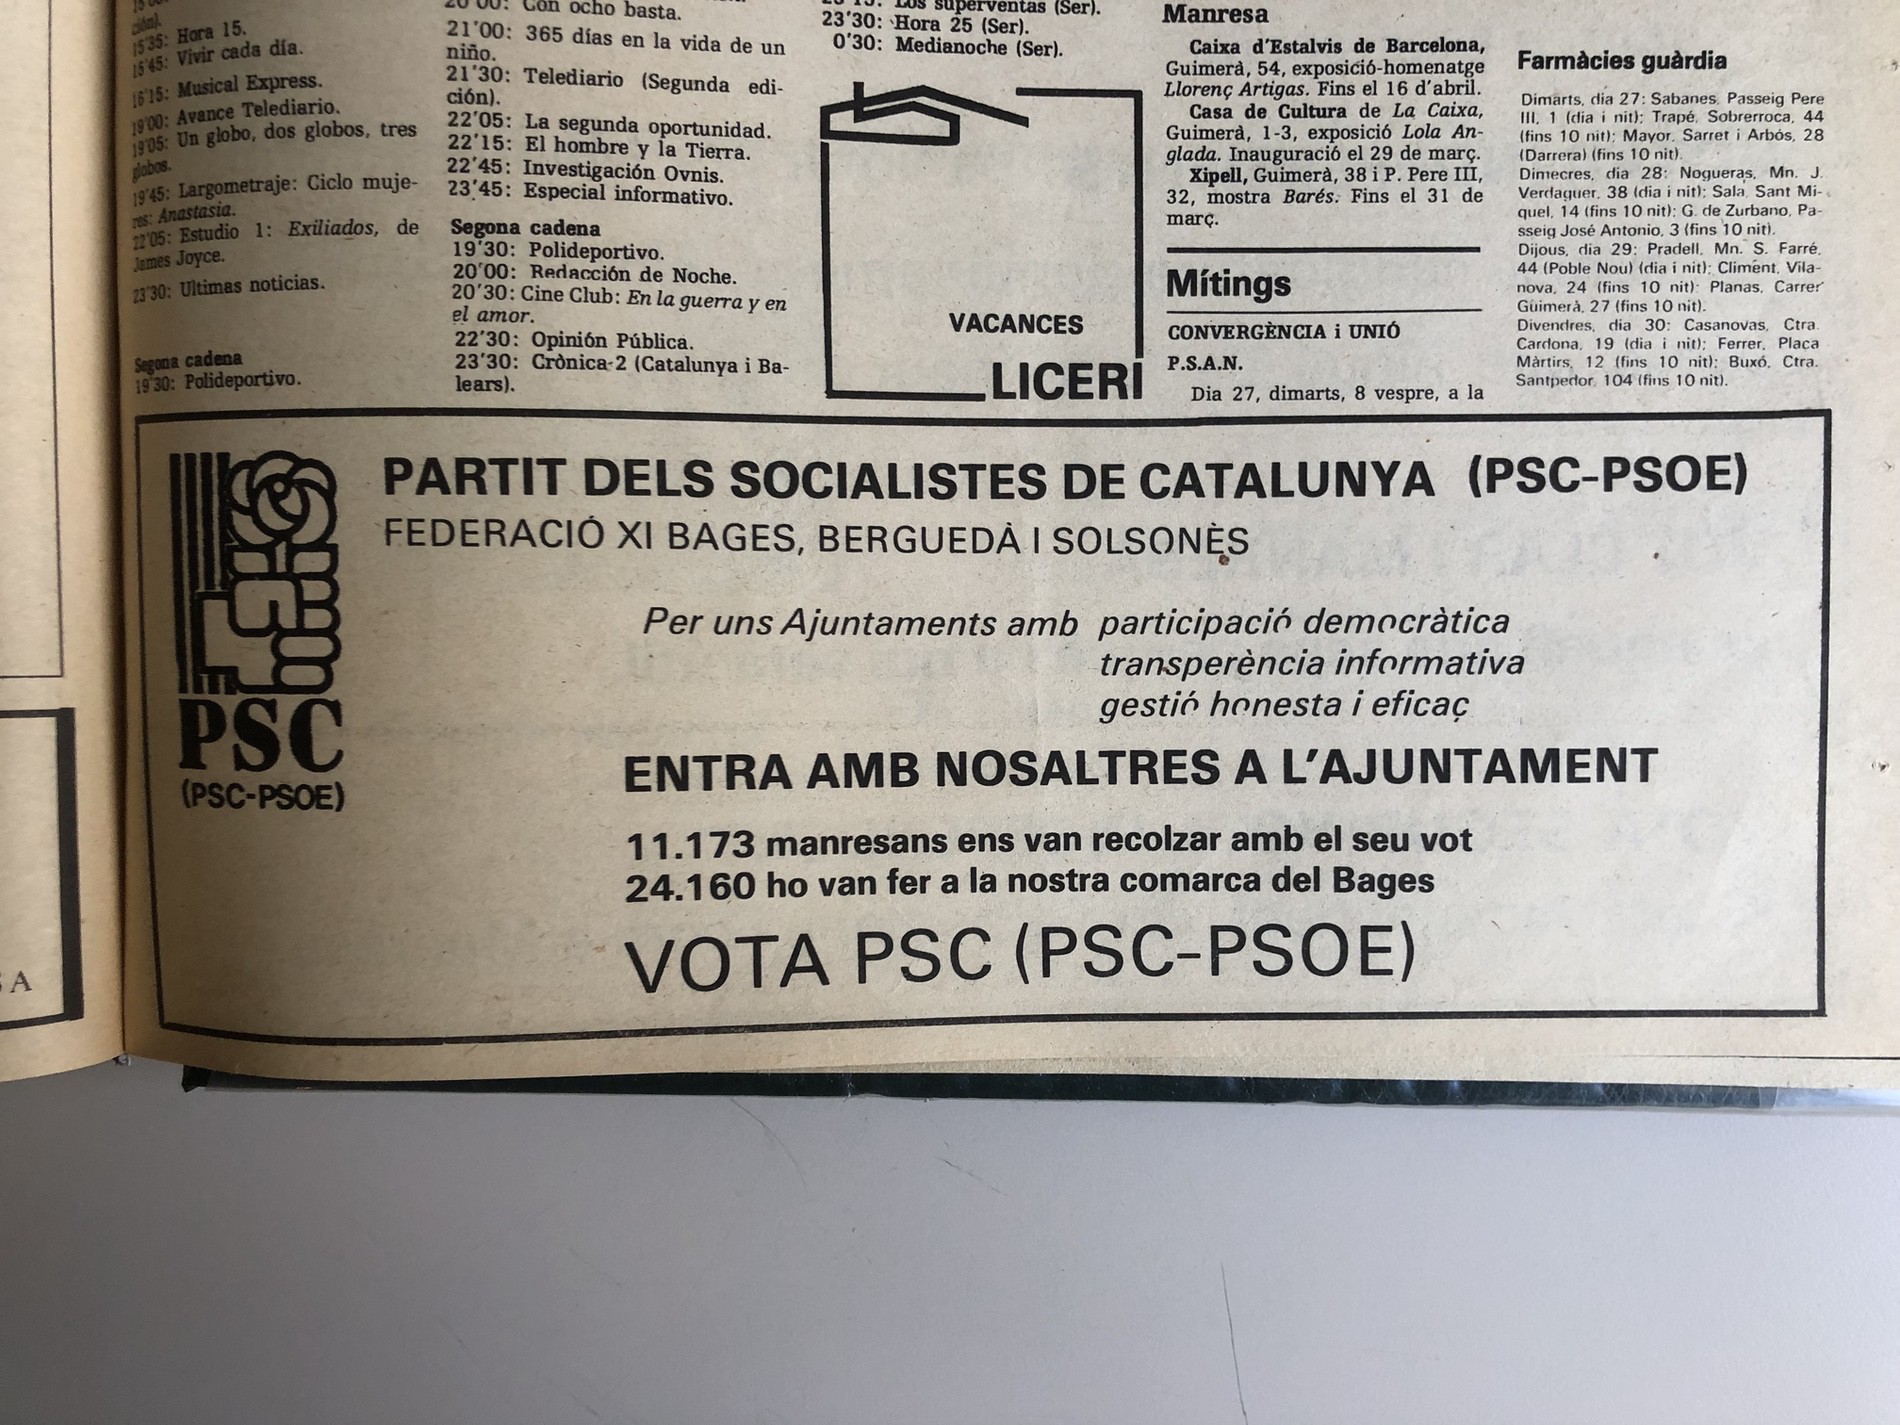 15'35: Hora 15.
15'45: Vivir cada día.
16'15: Musical Express.
19'00: Avance Telediario.
19'05: Un globo, dos globos, tres
globos.
19'45: Largometraje: Ciclo muje-
res: Anastasia.
22'05: Estudio 1: Exiliados, de
James Joyce.
23'30: Ultimas noticias.
Segona cadena
19'30: Polideportivo.
20'00: Con ocho basta.
21'00: 365 días en la vida de un
niño.
21'30: Telediario (Segunda edi-
ción).
22'05: La segunda oportunidad.
22'15: El hombre y la Tierra.
22'45: Investigación Ovnis.
23'45: Especial informativo.
Segona cadena
19'30: Polideportivo.
20'00: Redacción de Noche.
20'30: Cine Club: En la guerra y en
el amor.
22'30: Opinión Pública.
23'30: Crònica-2 (Catalunya i Ba-
lears).
23'15: Los superventas (Ser).
23'30: Hora 25 (Ser).
0'30: Medianoche (Ser).
VACANCES
LICERI
Manresa
Caixa d'Estalvis de Barcelona,
Guimerà, 54, exposició-homenatge
Llorenç Artigas. Fins el 16 d'abril.
Casa de Cultura de La Caixa,
Guimerà, 1-3, exposició Lola An-
glada. Inauguració el 29 de març.
Xipell, Guimerà, 38 i P. Pere III,
32, mostra Barés. Fins el 31 de
març.
Mítings
CONVERGÈNCIA i UNIÓ
P.S.A.N.
Dia 27, dimarts, 8 vespre, a la
Farmàcies guàrdia
Dimarts, dia 27: Sabanes, Passeig Pere
III, 1 (dia i nit); Trapé, Sobrerroca, 44
(fins 10 nit); Mayor, Sarret i Arbós, 28
(Darrera) (fins 10 nit).
Dimecres, dia 28: Nogueras, Mn. J.
Verdaguer, 38 (dia i nit); Sala, Sant Mi-
quel, 14 (fins 10 nit); G. de Zurbano, Pa-
sseig José Antonio, 3 (fins 10 nit).
Dijous, dia 29: Pradell, Mn. S. Farré,
44 (Poble Nou) (dia i nit); Climent, Vila-
nova, 24 (fins 10 nit); Planas, Carrer
Guimerà, 27 (fins 10 nit).
Divendres, dia 30: Casanovas, Ctra.
Cardona, 19 (dia i nit); Ferrer, Plaça
Màrtirs, 12 (fins 10 nit); Buxó, Ctra.
Santpedor, 104 (fins 10 nit).
PSC
(PSC-PSOE)
PARTIT DELS SOCIALISTES DE CATALUNYA (PSC-PSOE)
FEDERACIÓ XI BAGES, BERGUEDÀ I SOLSONÈS
Per uns Ajuntaments amb participació democràtica
transperència informativa
gestió honesta i eficaç
ENTRA AMB NOSALTRES A L'AJUNTAMENT
11.173 manresans ens van recolzar amb el seu vot
24.160 ho van fer a la nostra comarca del Bages
VOTA PSC (PSC-PSOE)